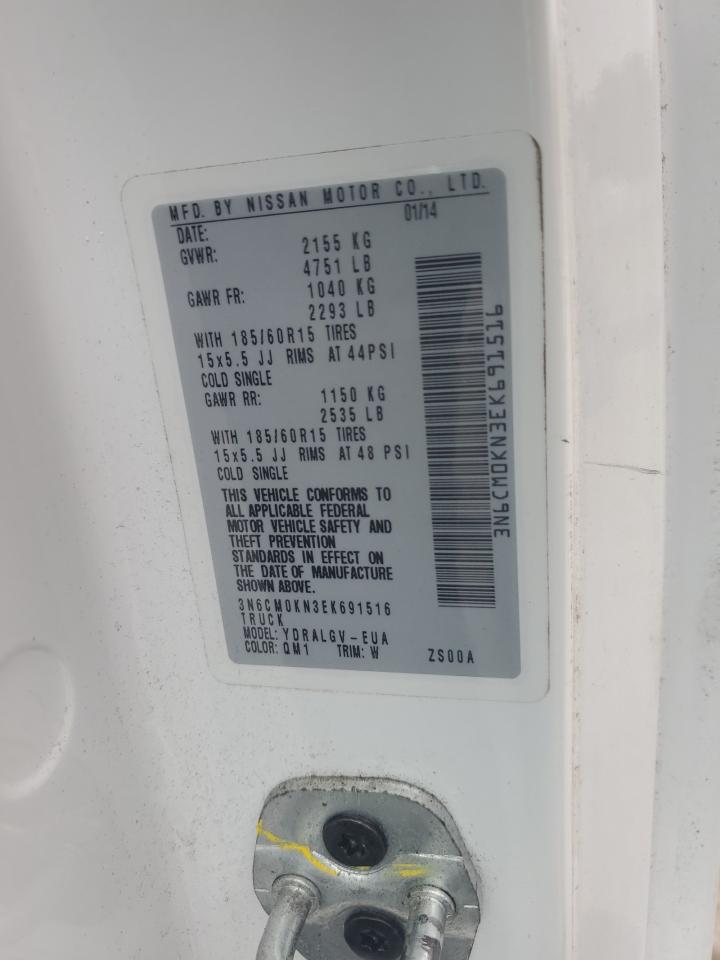 MFD. BY NISSAN MOTOR CO., LTD.
DATE: 01/14
GVWR: 2155 KG
4751 LB
GAWR FR: 1040 KG
2293 LB
WITH 185/60R15 TIRES
15x5.5 JJ RIMS AT 44PSI
COLD SINGLE
GAWR RR: 1150 KG
2535 LB
WITH 185/60R15 TIRES
15x5.5 JJ RIMS AT 48 PSI
COLD SINGLE
THIS VEHICLE CONFORMS TO
ALL APPLICABLE FEDERAL
MOTOR VEHICLE SAFETY AND
THEFT PREVENTION
STANDARDS IN EFFECT ON
THE DATE OF MANUFACTURE
SHOWN ABOVE.
3N6CM0KN3EK691516
TRUCK
MODEL: YDRALGV-EUA
COLOR: QM1 TRIM: W ZS00A
3N6CM0KN3EK691516